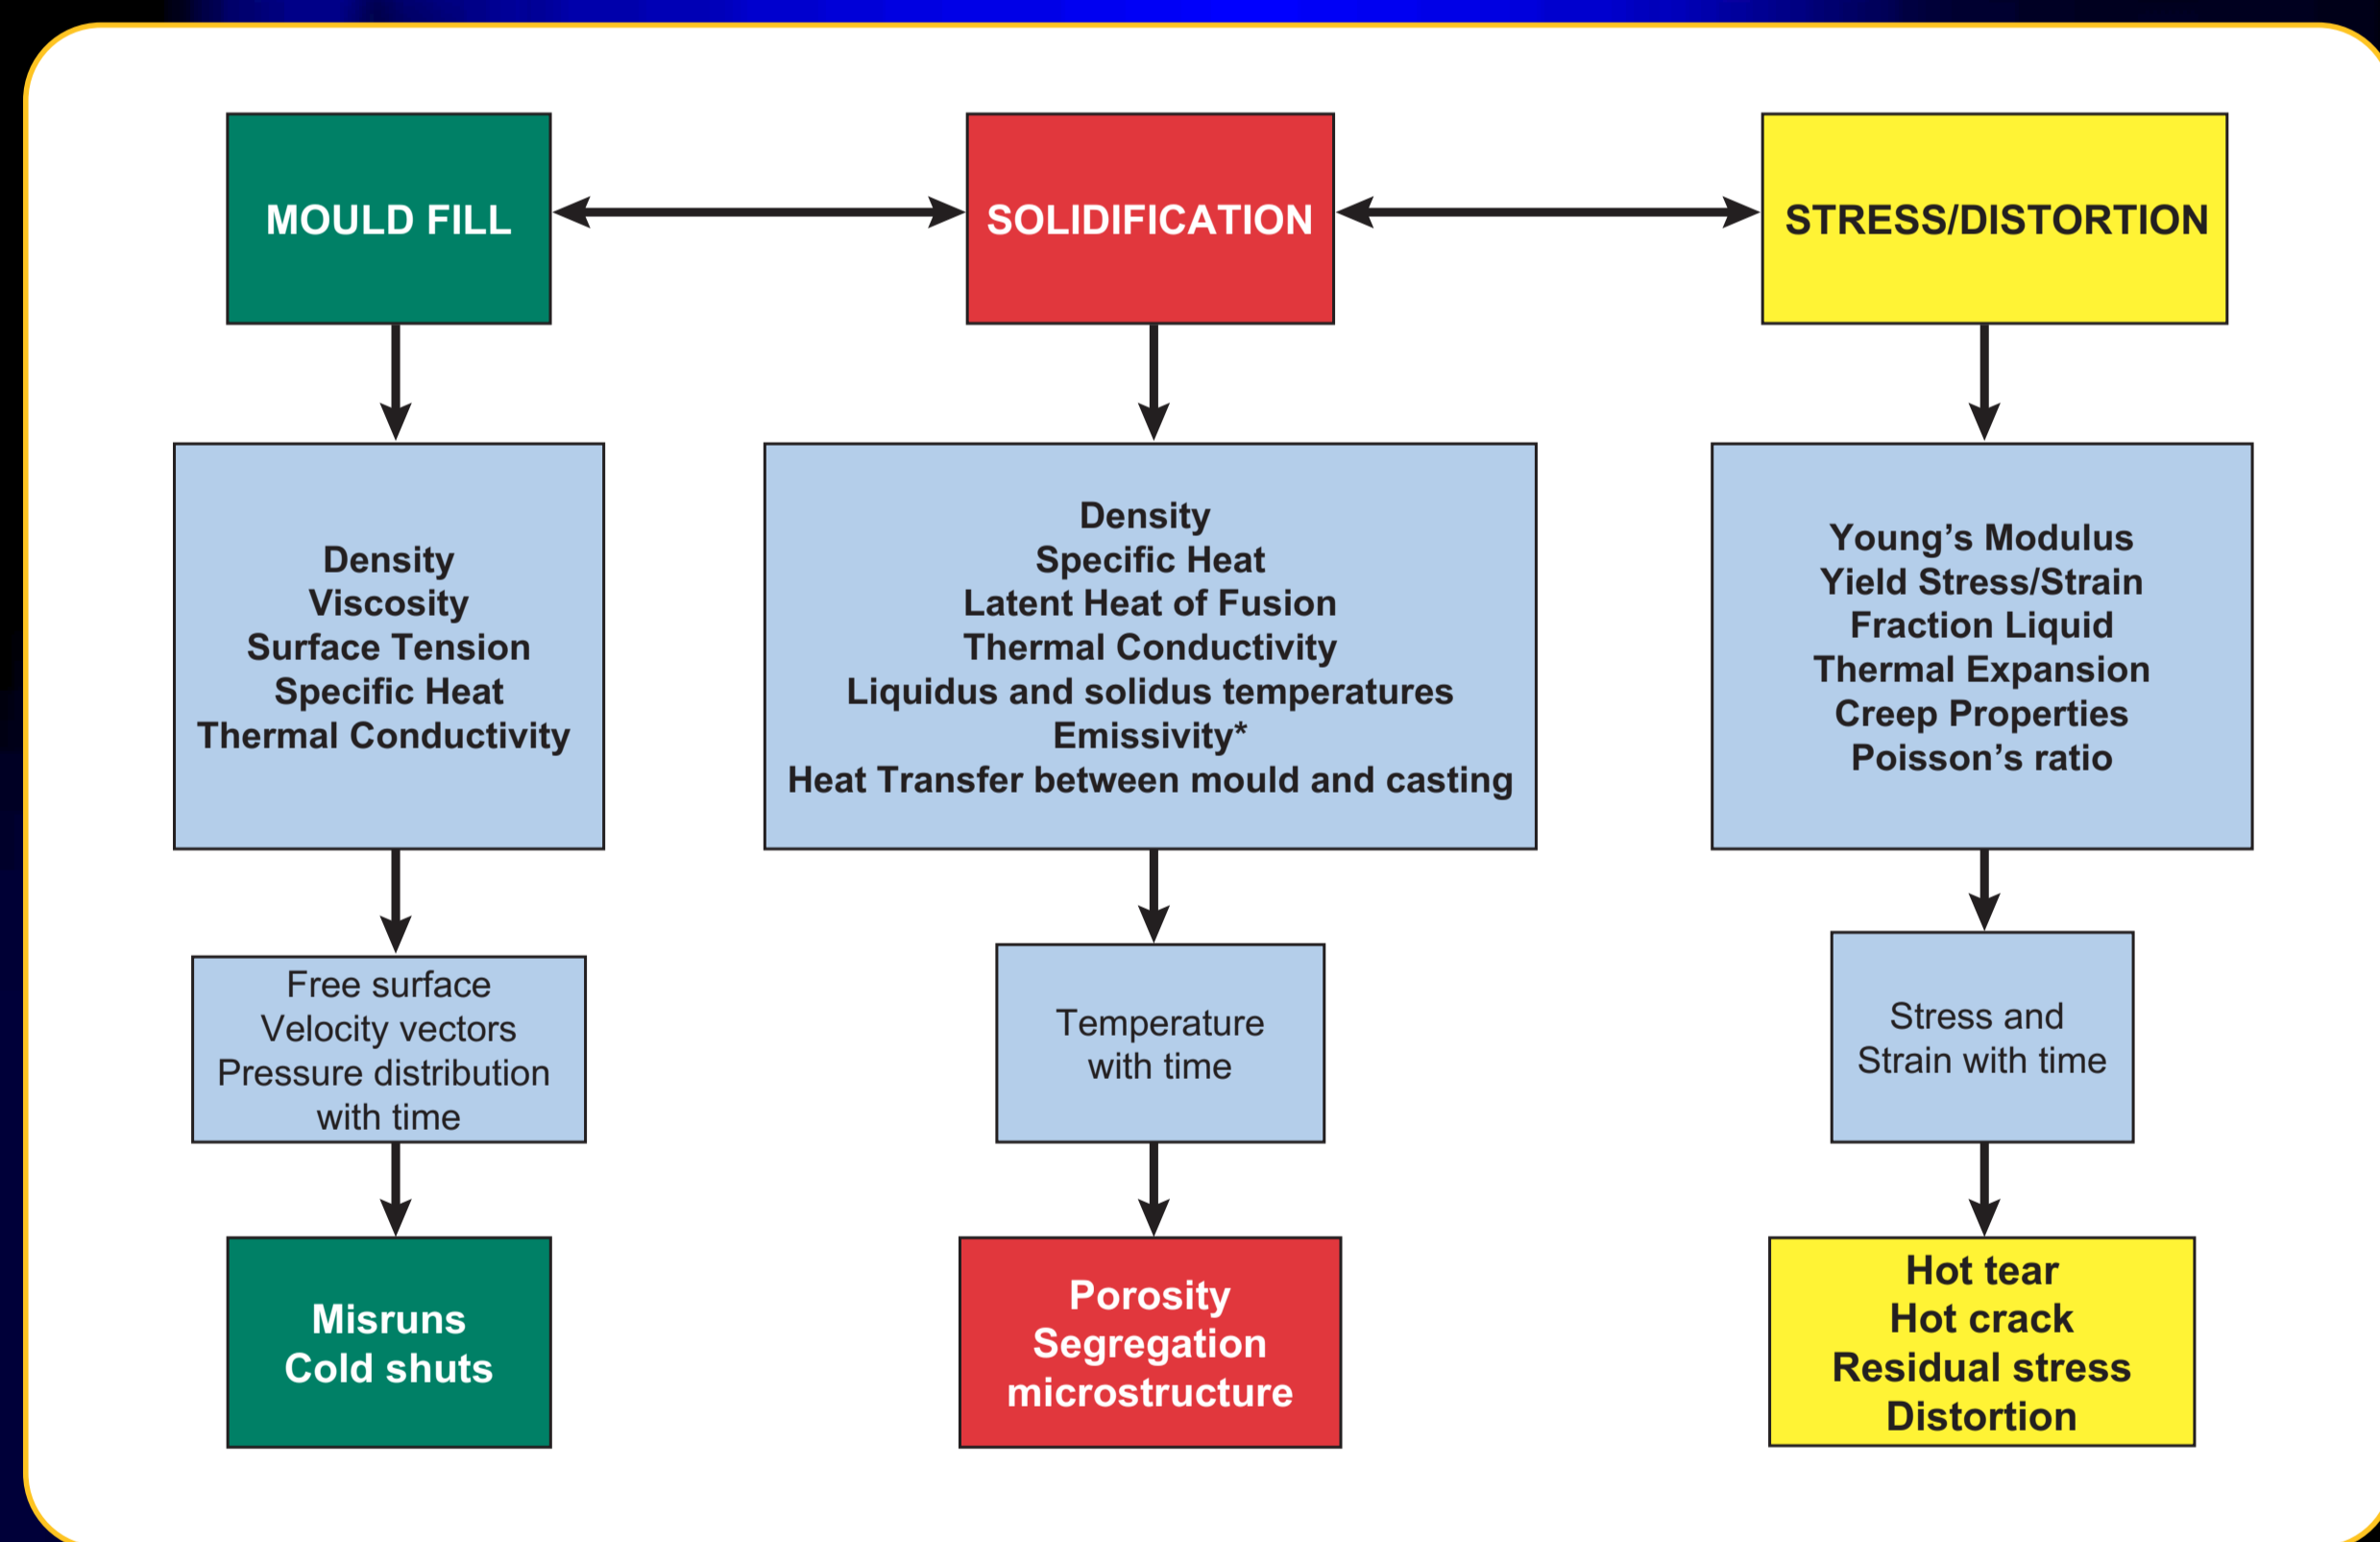 MOULD FILL
SOLIDIFICATION
STRESS/DISTORTION
Density
Viscosity
Surface Tension
Specific Heat
Thermal Conductivity
Density
Specific Heat
Latent Heat of Fusion
Thermal Conductivity
Liquidus and solidus temperatures
Emissivity*
Heat Transfer between mould and casting
Young’s Modulus
Yield Stress/Strain
Fraction Liquid
Thermal Expansion
Creep Properties
Poisson’s ratio
Free surface
Velocity vectors
Pressure distribution
with time
Temperature
with time
Stress and
Strain with time
Misruns
Cold shuts
Porosity
Segregation
microstructure
Hot tear
Hot crack
Residual stress
Distortion